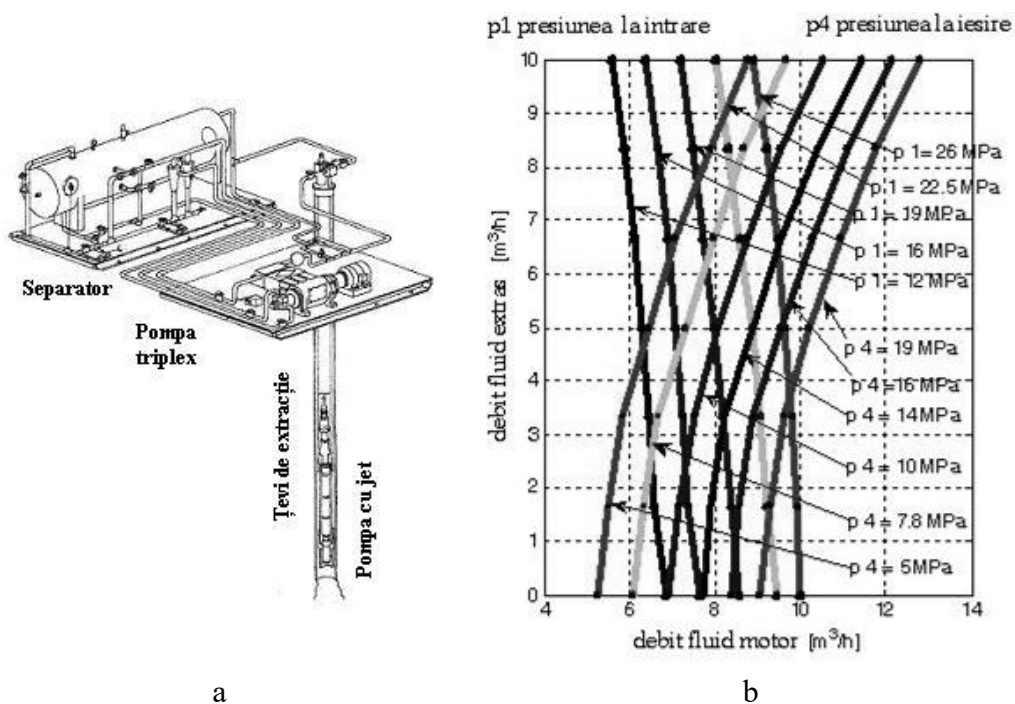 Separator
Pompa
triplex
Țevi de extracție
Pompa cu jet
a
p1 presiunea la intrare
p4 presiunea la iesire
debit fluid extras [m³/h]
10
9
8
7
6
5
4
3
2
1
0
4
6
8
10
12
14
debit fluid motor [m³/h]
p 1= 26 MPa
p 1 = 22.5 MPa
p 1 = 19 MPa
p 1 = 16 MPa
p 1 = 12 MPa
p 4 = 19 MPa
p 4 = 16 MPa
p 4 = 14 MPa
p 4 = 10 MPa
p 4 = 7.8 MPa
p 4 = 5MPa
b